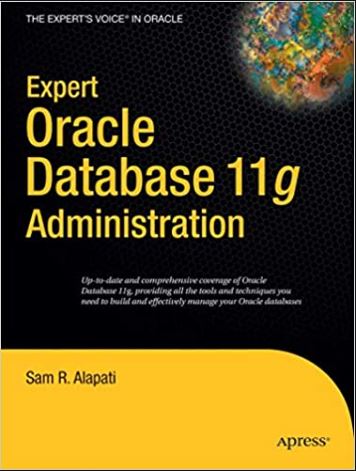 THE EXPERT'S VOICE® IN ORACLE
Expert
Oracle
Database 11g
Administration
Up-to-date and comprehensive coverage of Oracle
Database 11g, providing all the tools and techniques you
need to build and effectively manage your Oracle databases
Sam R. Alapati
Apress®